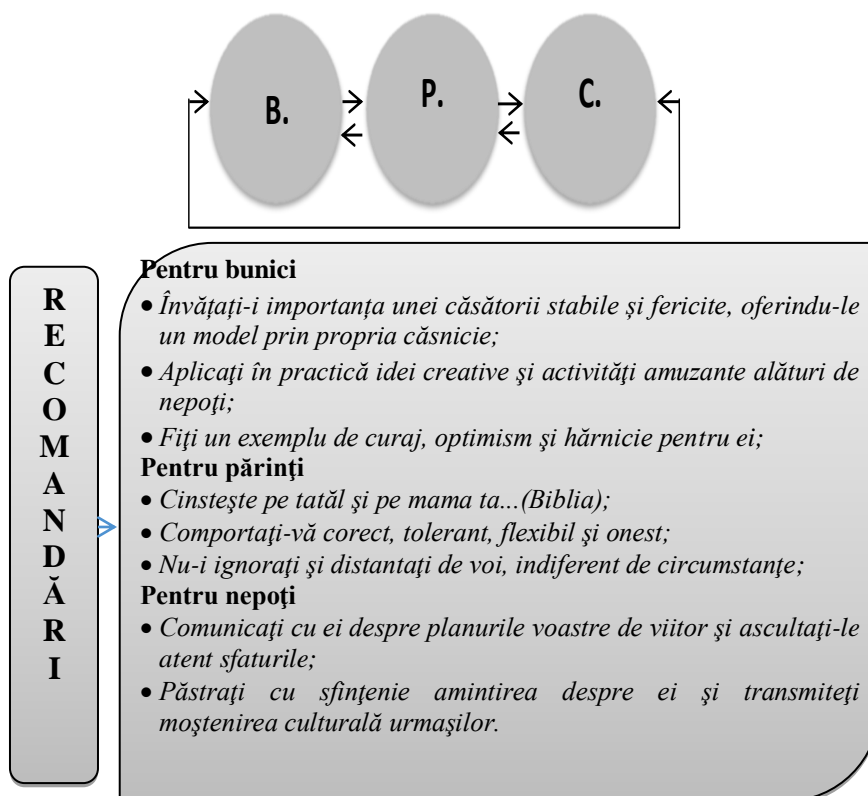 B. P. C.
RECOMANDĂRI
Pentru bunici
• Învățați-i importanța unei căsătorii stabile și fericite, oferindu-le
un model prin propria căsnicie;
• Aplicaţi în practică idei creative şi activităţi amuzante alături de
nepoţi;
• Fiţi un exemplu de curaj, optimism şi hărnicie pentru ei;
Pentru părinţi
• Cinsteşte pe tatăl şi pe mama ta...(Biblia);
• Comportaţi-vă corect, tolerant, flexibil şi onest;
• Nu-i ignoraţi şi distantaţi de voi, indiferent de circumstanţe;
Pentru nepoţi
• Comunicaţi cu ei despre planurile voastre de viitor şi ascultaţi-le
atent sfaturile;
• Păstraţi cu sfinţenie amintirea despre ei şi transmiteţi
moştenirea culturală urmaşilor.